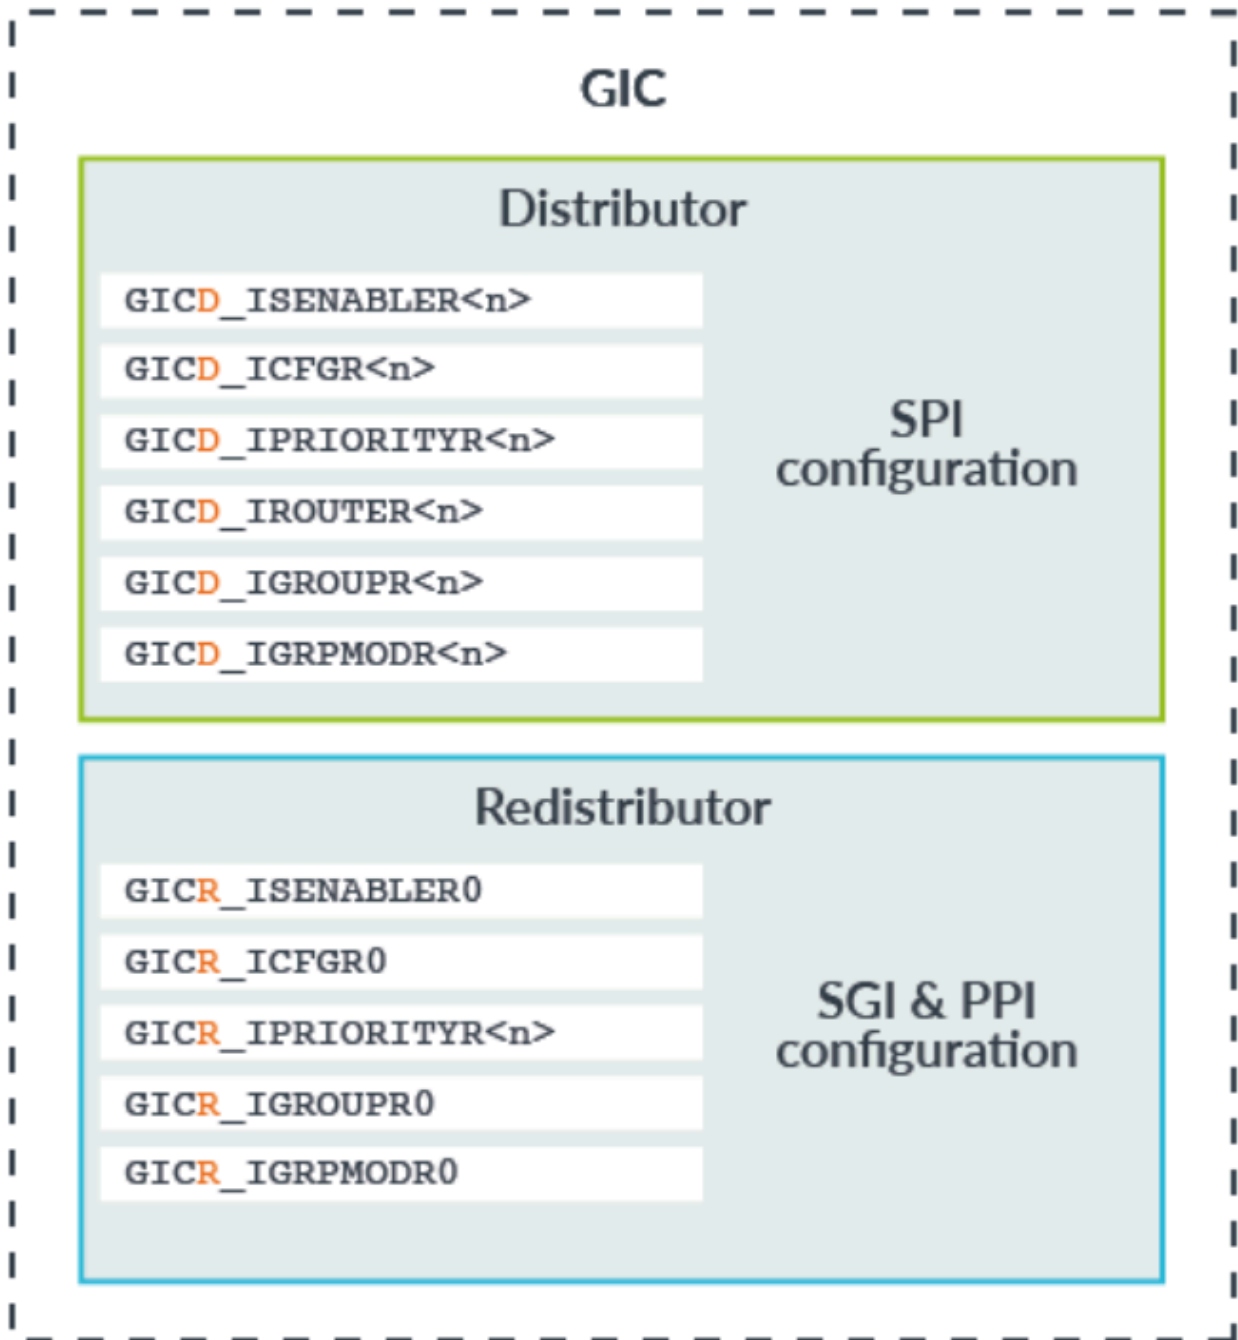 GIC
Distributor
GICD_ISENABLER<n>
GICD_ICFGR<n>
GICD_IPRIORITYR<n>
GICD_IROUTER<n>
GICD_IGROUPR<n>
GICD_IGRPMODR<n>
SPI
configuration
Redistributor
GICR_ISENABLER0
GICR_ICFGR0
GICR_IPRIORITYR<n>
GICR_IGROUPR0
GICR_IGRPMODR0
SGI & PPI
configuration